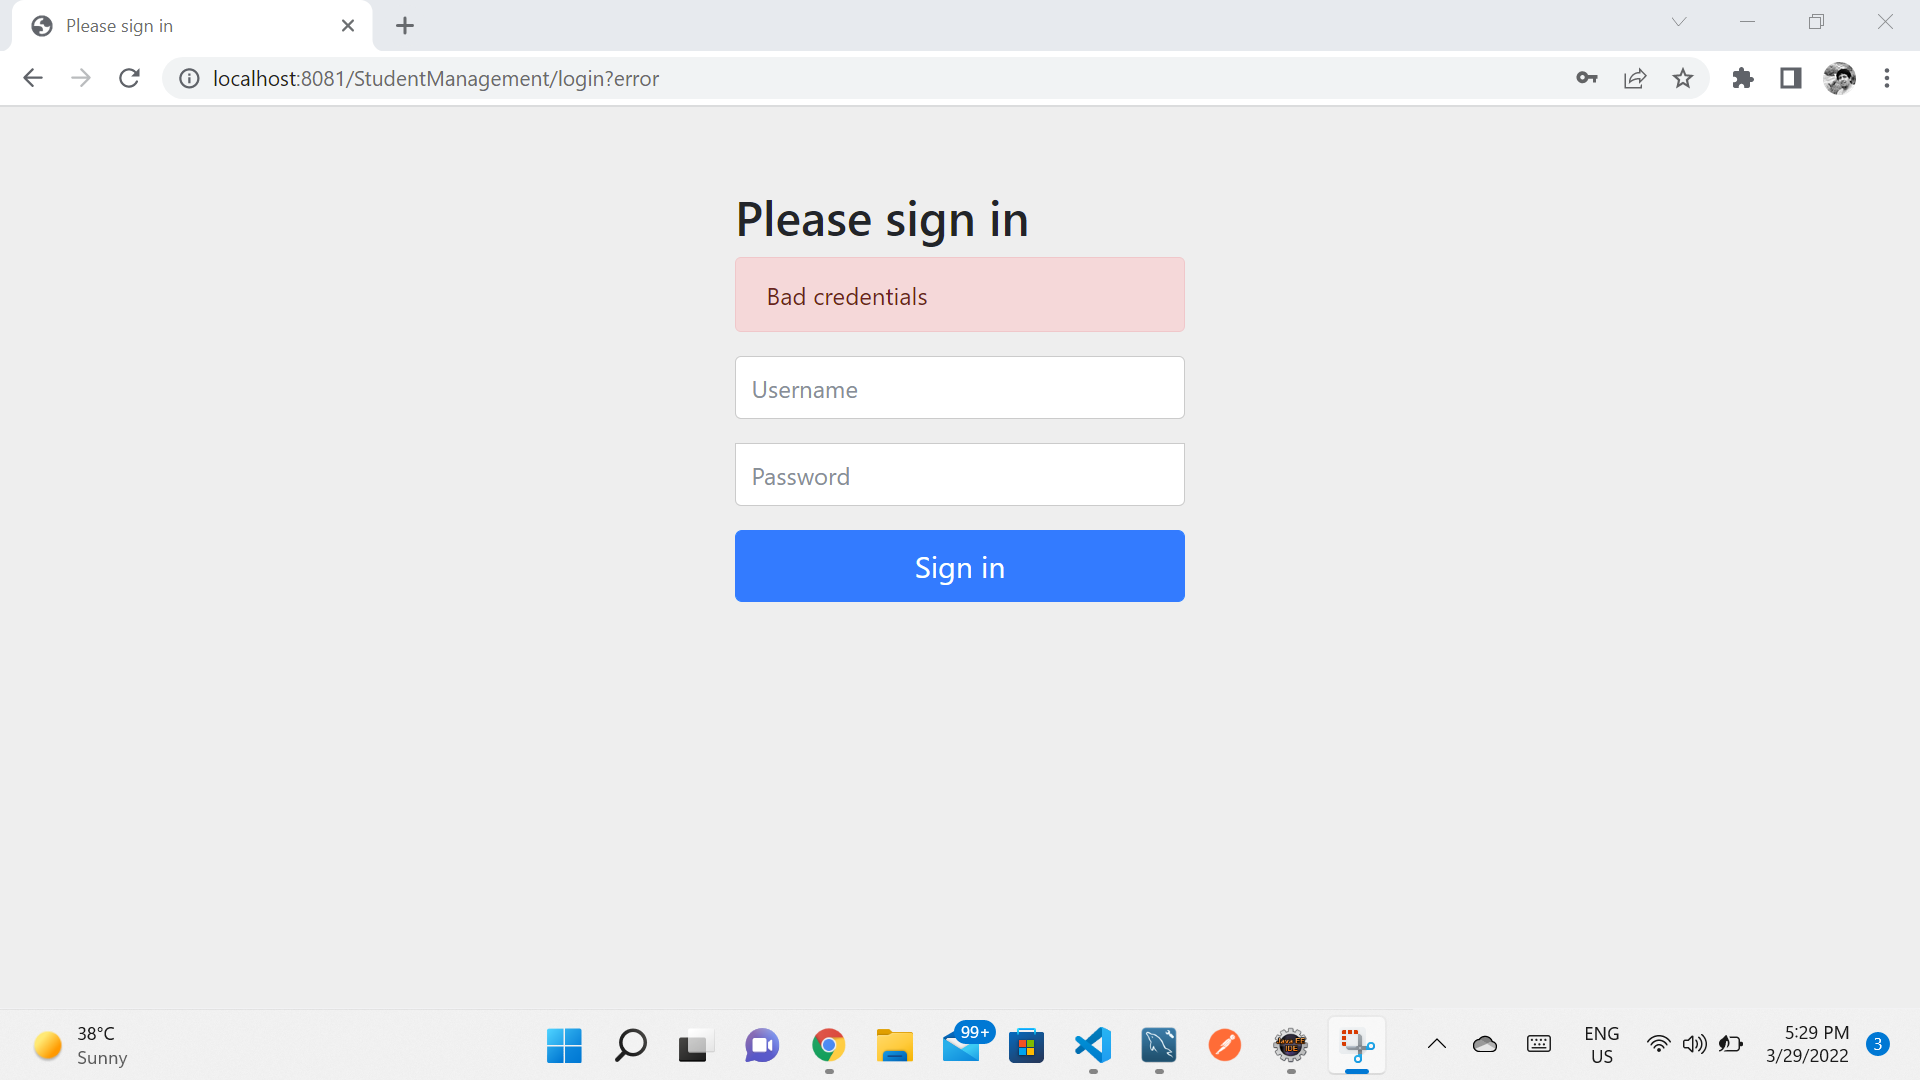 Please sign in
localhost:8081/StudentManagement/login?error
Please sign in
Bad credentials
Username
Password
Sign in
38°C
Sunny
99+
ENG
US
5:29 PM
3/29/2022
3